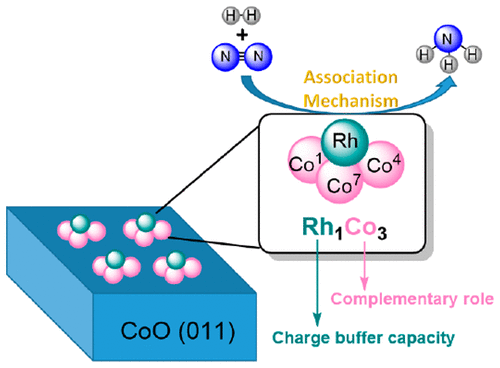 H-H
+
N≡N
N
H
H
H
Association
Mechanism
Rh
Co¹
Co⁷
Co⁴
Rh₁Co₃
Complementary role
Charge buffer capacity
CoO (011)